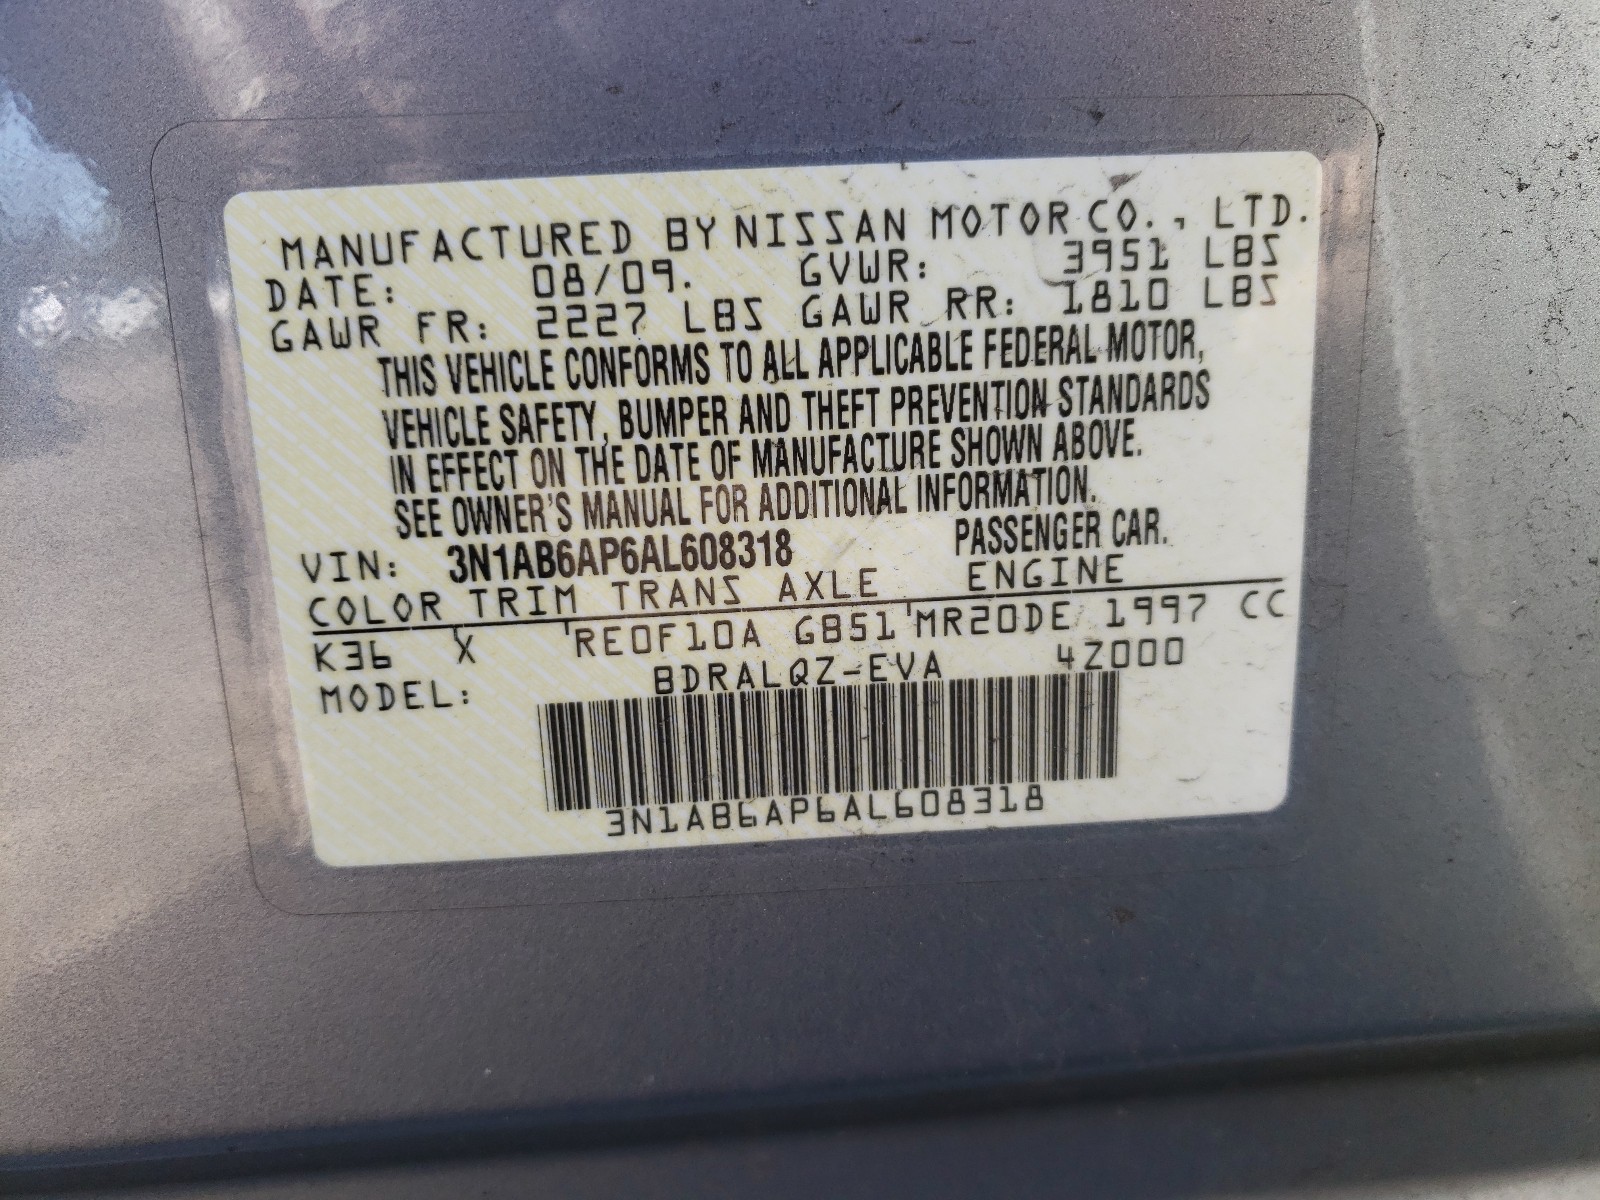 MANUFACTURED BY NISSAN MOTOR CO., LTD.
DATE: 08/09. GVWR: 3951 LBS
GAWR FR: 2227 LBS GAWR RR: 1810 LBS
THIS VEHICLE CONFORMS TO ALL APPLICABLE FEDERAL MOTOR,
VEHICLE SAFETY, BUMPER AND THEFT PREVENTION STANDARDS
IN EFFECT ON THE DATE OF MANUFACTURE SHOWN ABOVE.
SEE OWNER'S MANUAL FOR ADDITIONAL INFORMATION.
VIN: 3N1AB6AP6AL608318 PASSENGER CAR.
COLOR TRIM TRANS AXLE ENGINE
K36 X RE0F10A GB51 MR20DE 1997 CC
MODEL: BDRALQZ-EVA 4Z000
3N1AB6AP6AL608318